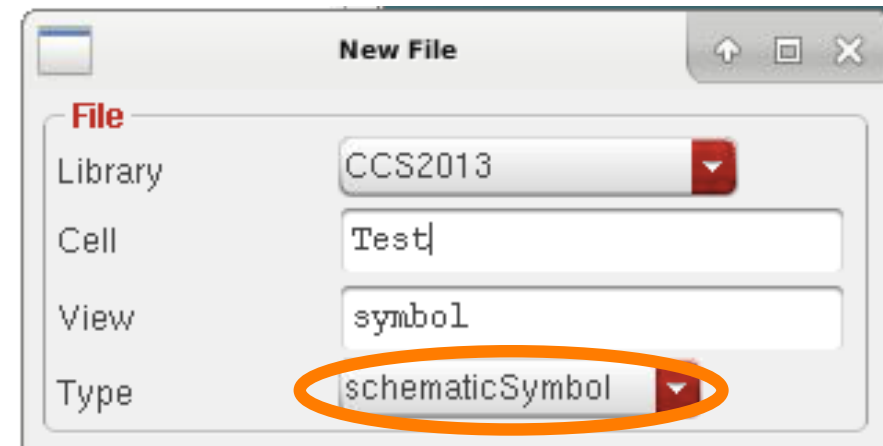 New File
File
Library CCS2013
Cell Test
View symbol
Type schematicSymbol